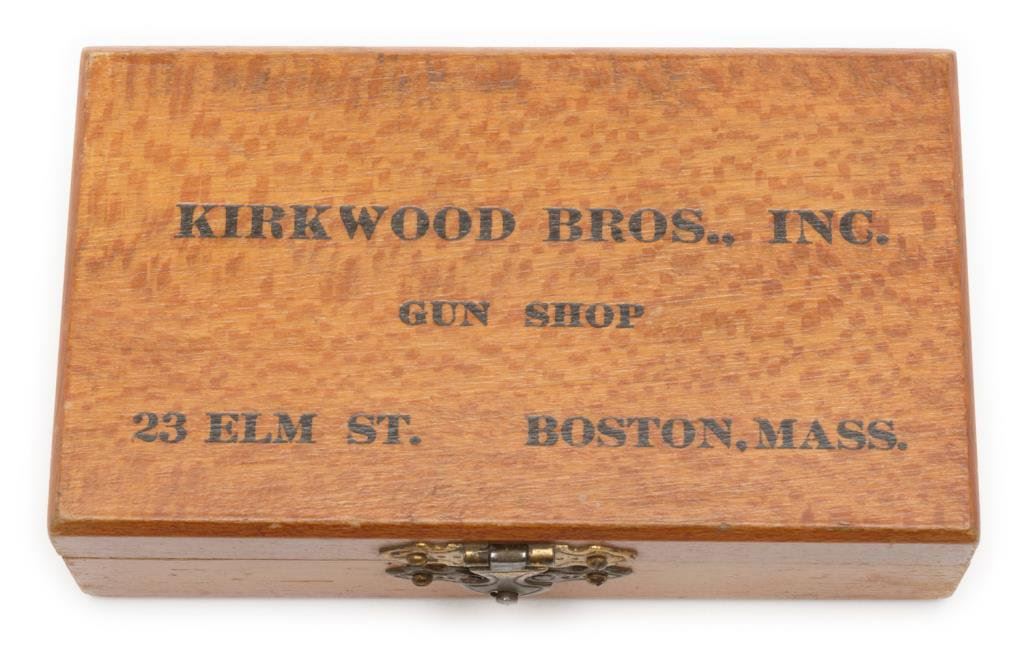 KIRKWOOD BROS., INC.
GUN SHOP
23 ELM ST. BOSTON, MASS.